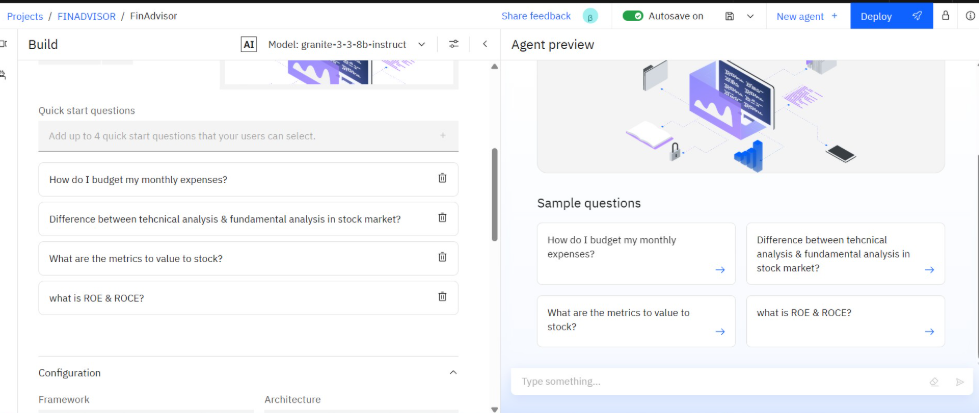 Projects / FINADVISOR / FinAdvisor
Share feedback β Autosave on New agent + Deploy
Build
AI Model: granite-3-3-8b-instruct
Agent preview
Quick start questions
Add up to 4 quick start questions that your users can select. +
How do I budget my monthly expenses?
Difference between tehcnical analysis & fundamental analysis in stock market?
What are the metrics to value to stock?
what is ROE & ROCE?
Configuration
Framework
Architecture
Sample questions
How do I budget my monthly
expenses?
Difference between tehcnical
analysis & fundamental analysis in
stock market?
What are the metrics to value to
stock?
what is ROE & ROCE?
Type something...